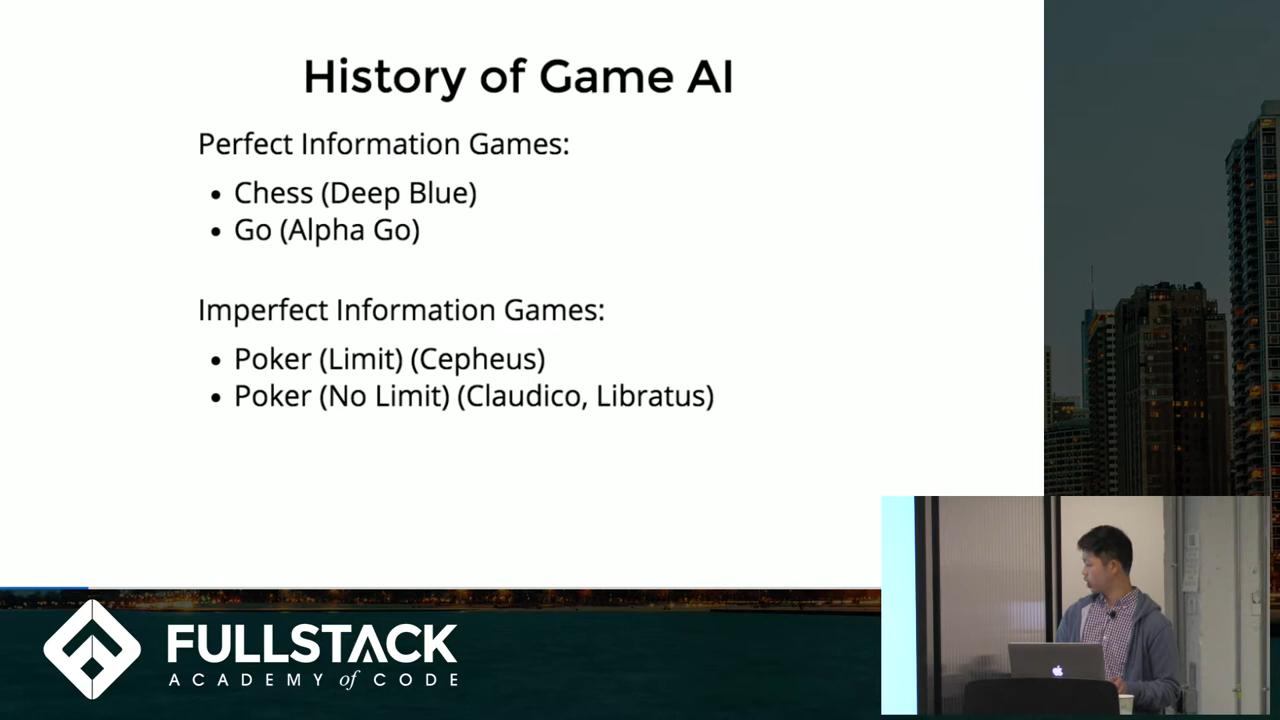 History of Game AI
Perfect Information Games:
• Chess (Deep Blue)
• Go (Alpha Go)
Imperfect Information Games:
• Poker (Limit) (Cepheus)
• Poker (No Limit) (Claudico, Libratus)
FULLSTACK
ACADEMY of CODE